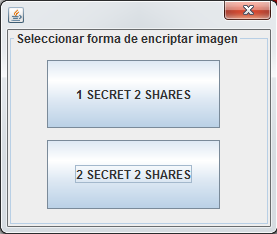 Seleccionar forma de encriptar imagen
1 SECRET 2 SHARES
2 SECRET 2 SHARES